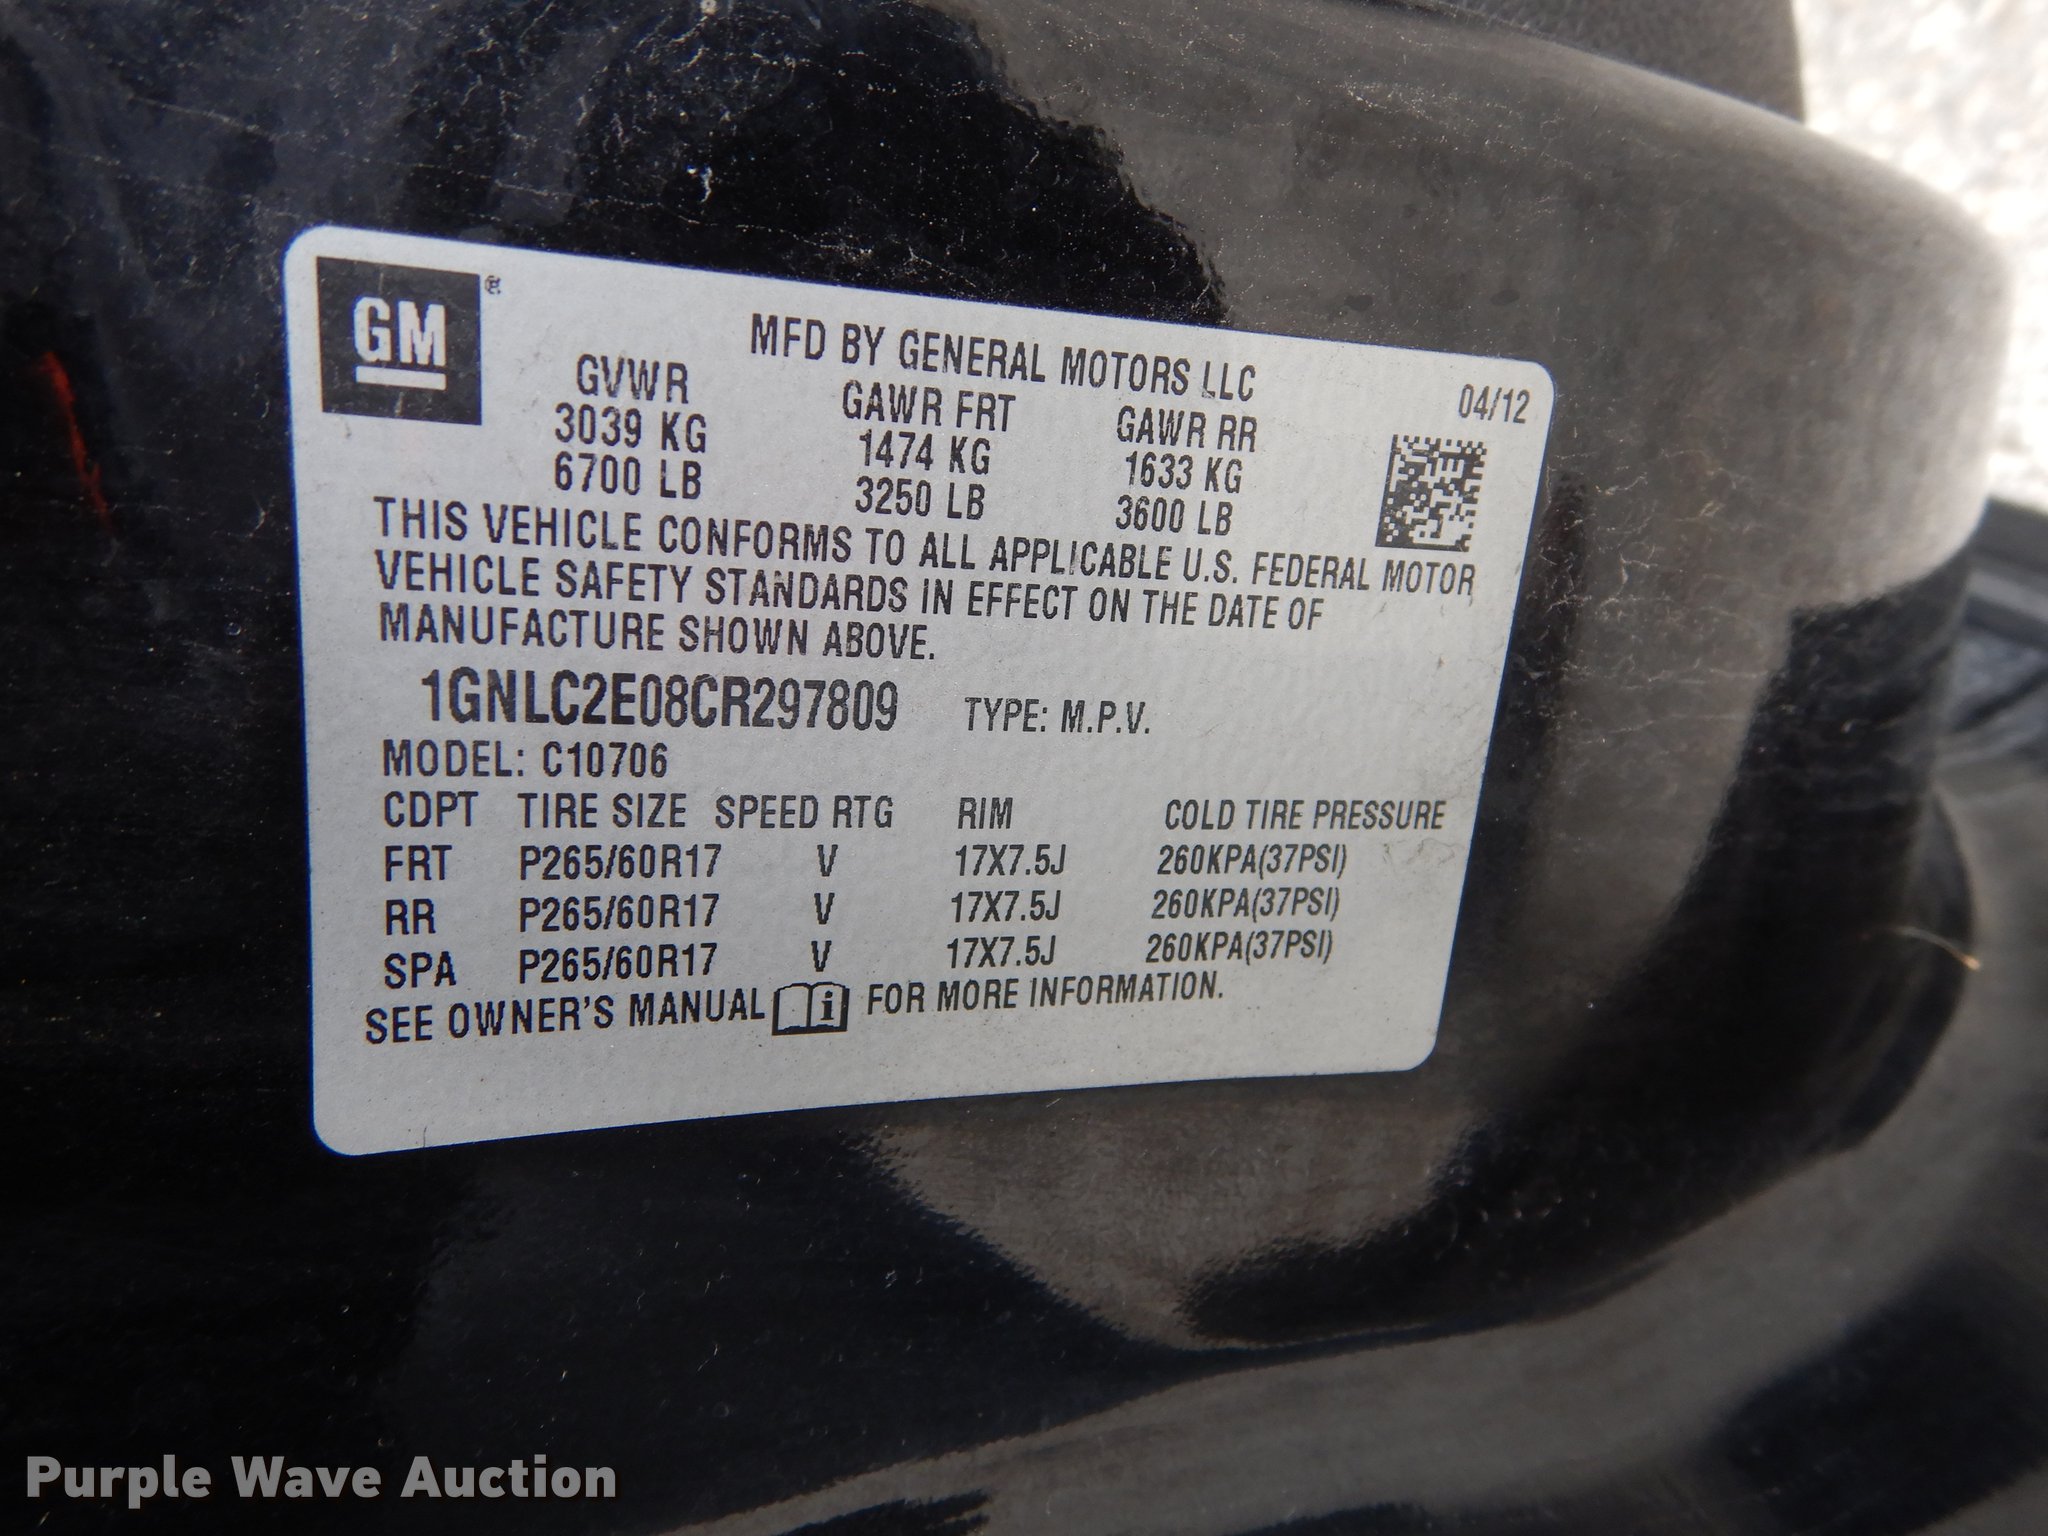 GM®
MFD BY GENERAL MOTORS LLC
04/12
GVWR GAWR FRT GAWR RR
3039 KG 1474 KG 1633 KG
6700 LB 3250 LB 3600 LB
THIS VEHICLE CONFORMS TO ALL APPLICABLE U.S. FEDERAL MOTOR
VEHICLE SAFETY STANDARDS IN EFFECT ON THE DATE OF
MANUFACTURE SHOWN ABOVE.
1GNLC2E08CR297809 TYPE: M.P.V.
MODEL: C10706
CDPT TIRE SIZE SPEED RTG RIM COLD TIRE PRESSURE
FRT P265/60R17 V 17X7.5J 260KPA(37PSI)
RR P265/60R17 V 17X7.5J 260KPA(37PSI)
SPA P265/60R17 V 17X7.5J 260KPA(37PSI)
SEE OWNER'S MANUAL i FOR MORE INFORMATION.
Purple Wave Auction